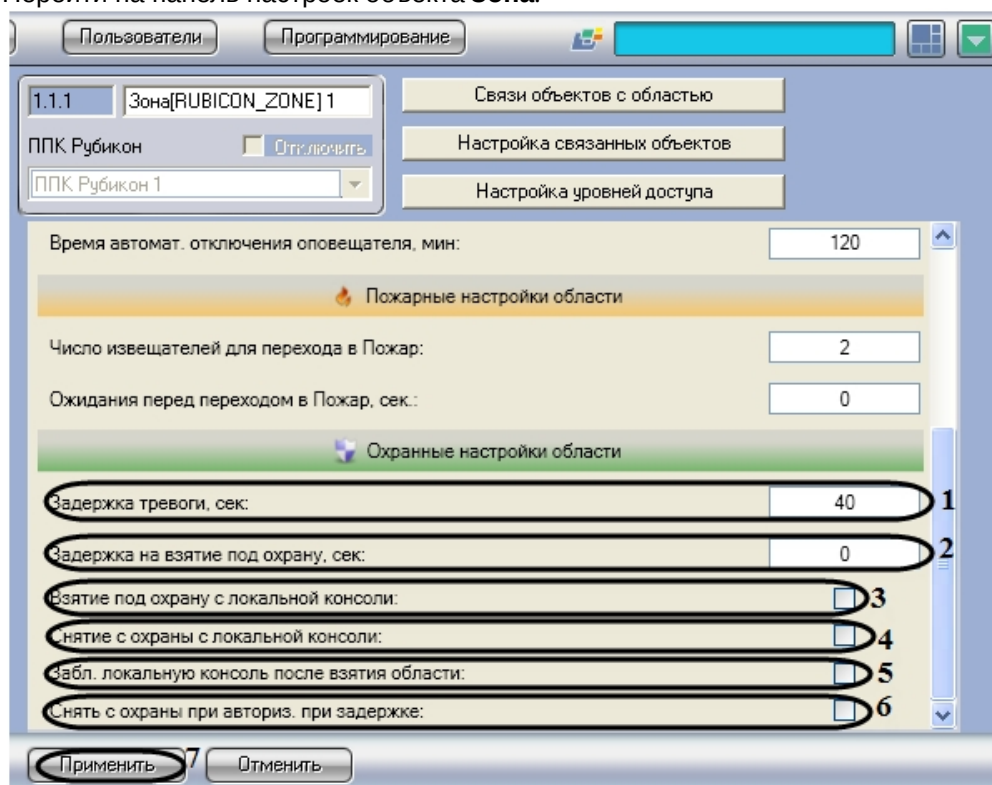 Перейти на панель настроек объекта Зона.
Пользователи Программирование
1.1.1 Зона[RUBICON_ZONE] 1
Связи объектов с областью
ППК Рубикон Отключить
Настройка связанных объектов
ППК Рубикон 1
Настройка уровней доступа
Время автомат. отключения оповещателя, мин: 120
Пожарные настройки области
Число извещателей для перехода в Пожар: 2
Ожидания перед переходом в Пожар, сек.: 0
Охранные настройки области
Задержка тревоги, сек: 40 1
Задержка на взятие под охрану, сек: 0 2
Взятие под охрану с локальной консоли: 3
Снятие с охраны с локальной консоли: 4
Забл. локальную консоль после взятия области: 5
Снять с охраны при авториз. при задержке: 6
Применить 7 Отменить